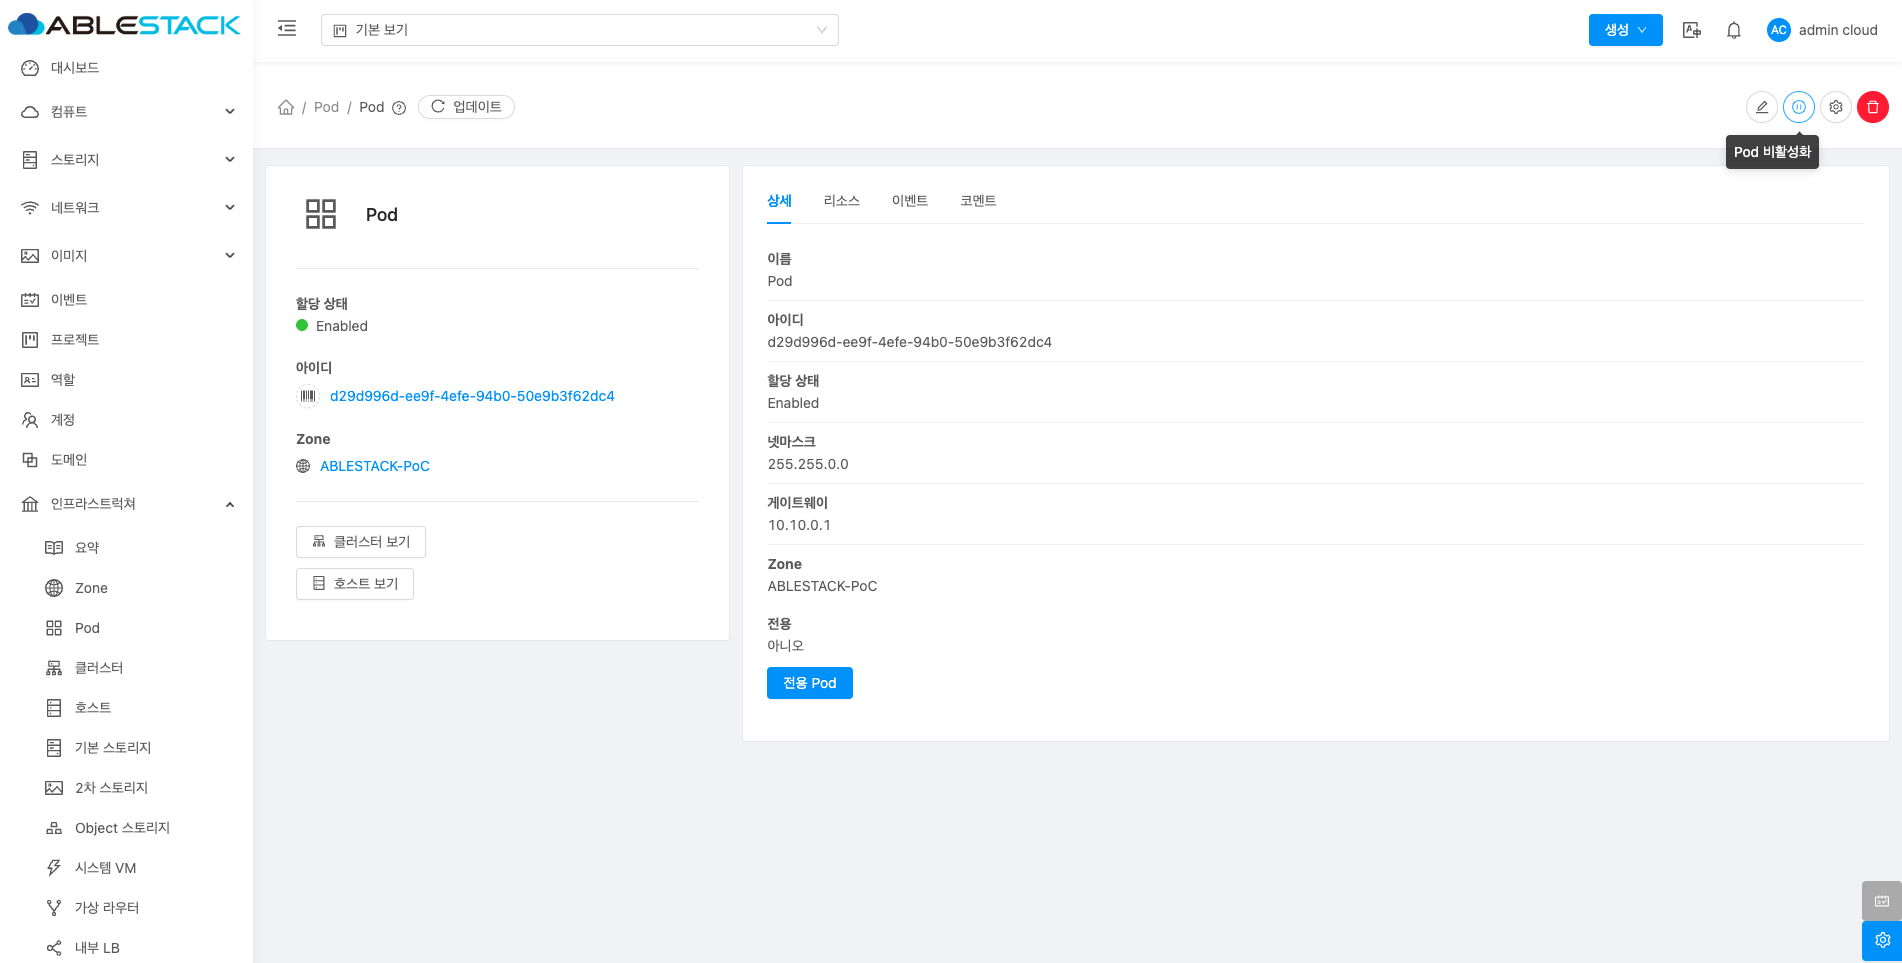 ABLESTACK
기본 보기
생성
AC
admin cloud
대시보드
컴퓨트
스토리지
네트워크
이미지
이벤트
프로젝트
역할
계정
도메인
인프라스트럭쳐
요약
Zone
Pod
클러스터
호스트
기본 스토리지
2차 스토리지
Object 스토리지
시스템 VM
가상 라우터
내부 LB
/ Pod / Pod
업데이트
Pod 비활성화
Pod
할당 상태
Enabled
아이디
d29d996d-ee9f-4efe-94b0-50e9b3f62dc4
Zone
ABLESTACK-PoC
클러스터 보기
호스트 보기
상세 리소스 이벤트 코멘트
이름
Pod
아이디
d29d996d-ee9f-4efe-94b0-50e9b3f62dc4
할당 상태
Enabled
넷마스크
255.255.0.0
게이트웨이
10.10.0.1
Zone
ABLESTACK-PoC
전용
아니오
전용 Pod